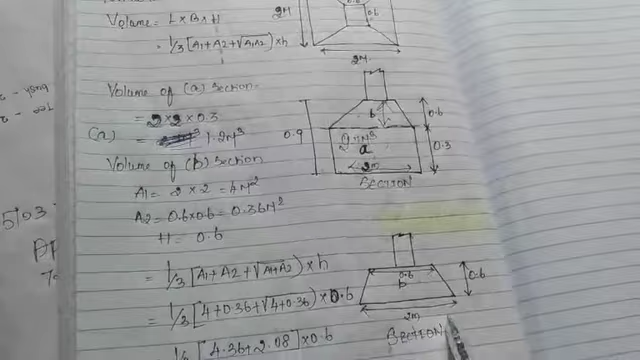 Volume = L x B x H
= 1/3 [A1+A2+√A1A2] x h
2M
0.6
2M
Volume of (a) Section
= 2 x 2 x 0.3
(a) = 1.2M³
Volume of (b) Section
A1 = 2 x 2 = 4M²
A2 = 0.6 x 0.6 = 0.36M²
H = 0.6
= 1/3 [A1+A2+√A1+A2] x h
= 1/3 [4+0.36+√4+0.36] x 0.6
= 1/3 [4.36+2.08] x 0.6
b
0.6
0.9
a
0.3
2m
SECTION
0.6
b
0.6
2m
SECTION